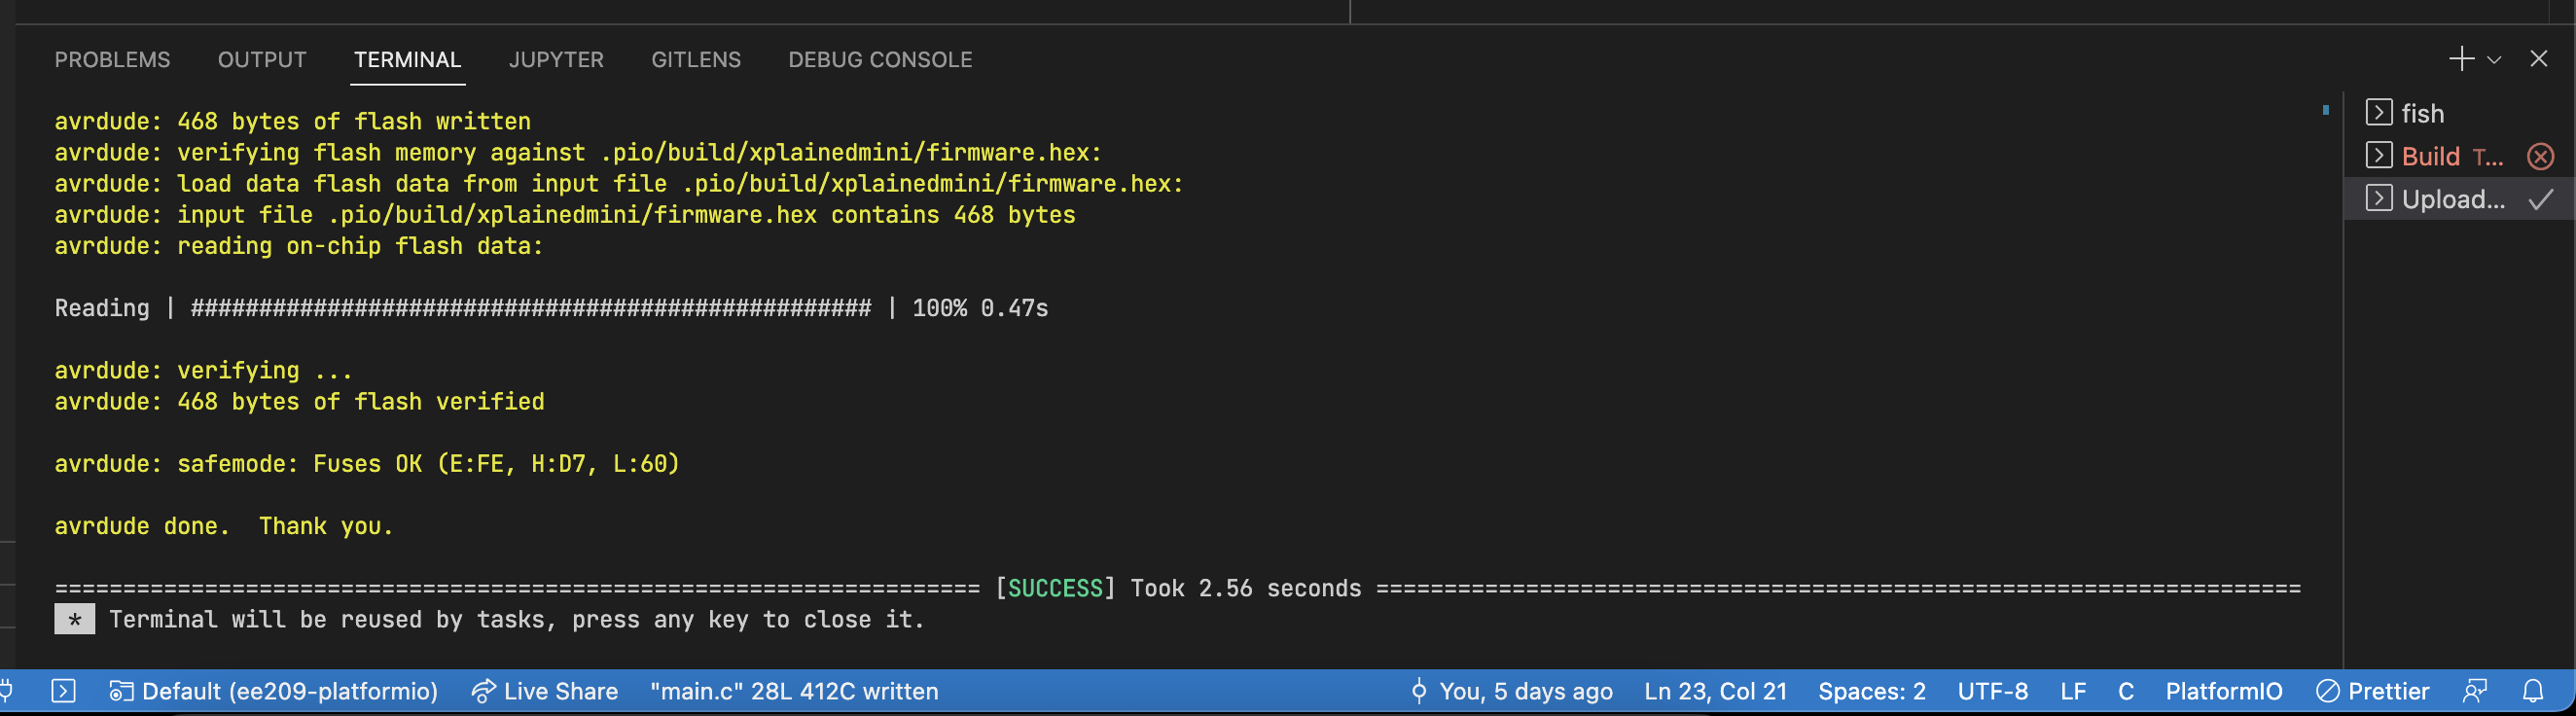 PROBLEMS OUTPUT TERMINAL JUPYTER GITLENS DEBUG CONSOLE
avrdude: 468 bytes of flash written
avrdude: verifying flash memory against .pio/build/xplainedmini/firmware.hex:
avrdude: load data flash data from input file .pio/build/xplainedmini/firmware.hex:
avrdude: input file .pio/build/xplainedmini/firmware.hex contains 468 bytes
avrdude: reading on-chip flash data:
Reading | ################################################## | 100% 0.47s
avrdude: verifying ...
avrdude: 468 bytes of flash verified
avrdude: safemode: Fuses OK (E:FE, H:D7, L:60)
avrdude done.  Thank you.
==================================================================== [SUCCESS] Took 2.56 seconds ====================================================================
* Terminal will be reused by tasks, press any key to close it.
fish
Build T...
Upload...
Default (ee209-platformio) Live Share "main.c" 28L 412C written You, 5 days ago Ln 23, Col 21 Spaces: 2 UTF-8 LF C PlatformIO Prettier